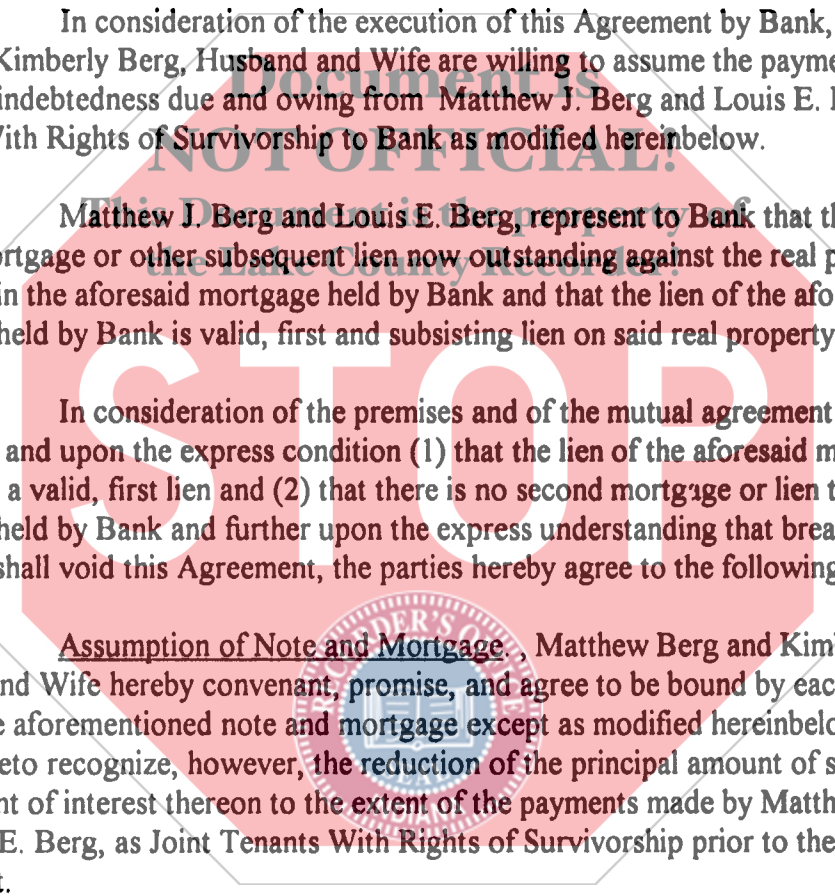 In consideration of the execution of this Agreement by Bank,
Kimberly Berg, Husband and Wife are willing to assume the payme
indebtedness due and owing from Matthew J. Berg and Louis E.
With Rights of Survivorship to Bank as modified hereinbelow.
Document is
NOT OFFICIAL!
This Document is the property of
the Lake County Recorder!
Matthew J. Berg and Louis E. Berg, represent to Bank that th
rtgage or other subsequent lien now outstanding against the real p
in the aforesaid mortgage held by Bank and that the lien of the afo
held by Bank is valid, first and subsisting lien on said real property
STOP
In consideration of the premises and of the mutual agreement
and upon the express condition (1) that the lien of the aforesaid m
a valid, first lien and (2) that there is no second mortgage or lien t
held by Bank and further upon the express understanding that brea
shall void this Agreement, the parties hereby agree to the following
Assumption of Note and Mortgage. , Matthew Berg and Kim
nd Wife hereby convenant, promise, and agree to be bound by eac
e aforementioned note and mortgage except as modified hereinbelo
eto recognize, however, the reduction of the principal amount of s
nt of interest thereon to the extent of the payments made by Matth
E. Berg, as Joint Tenants With Rights of Survivorship prior to the
t.
RECORDER'S OFFICE
SEAL
INDIANA